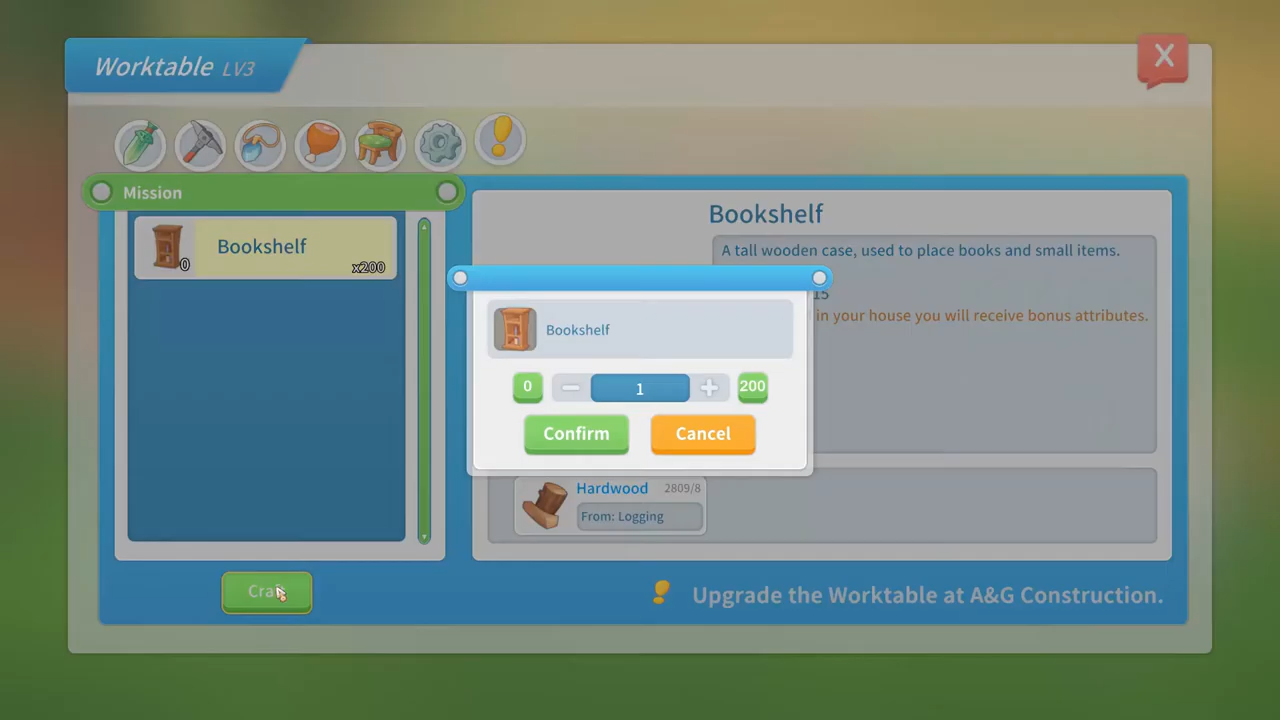 Worktable LV3
X
Mission
Bookshelf
0
x200
Bookshelf
A tall wooden case, used to place books and small items.
15
in your house you will receive bonus attributes.
Bookshelf
0
1
200
Confirm
Cancel
Hardwood 2809/8
From: Logging
Upgrade the Worktable at A&G Construction.